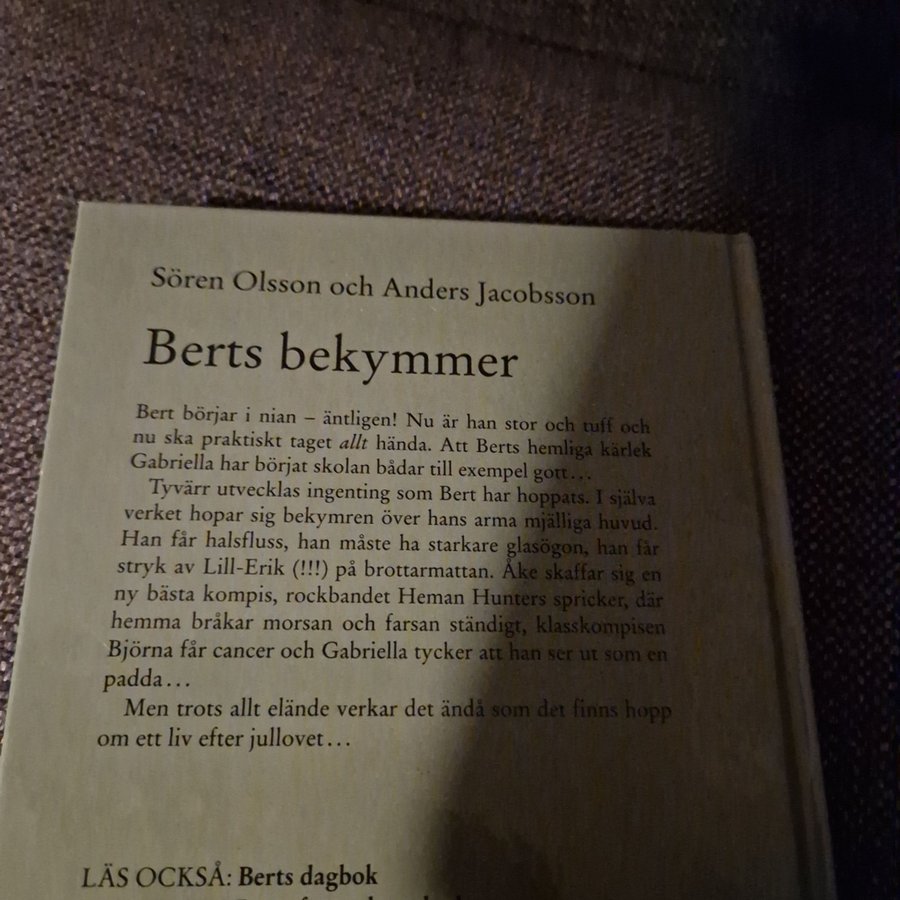 Sören Olsson och Anders Jacobsson
Berts bekymmer
Bert börjar i nian – äntligen! Nu är han stor och tuff och
nu ska praktiskt taget allt hända. Att Berts hemliga kärlek
Gabriella har börjat skolan bådar till exempel gott...
Tyvärr utvecklas ingenting som Bert har hoppats. I själva
verket hopar sig bekymren över hans arma mjälliga huvud.
Han får halsfluss, han måste ha starkare glasögon, han får
stryk av Lill-Erik (!!!) på brottarmattan. Åke skaffar sig en
ny bästa kompis, rockbandet Heman Hunters spricker, där
hemma bråkar morsan och farsan ständigt, klasskompisen
Björna får cancer och Gabriella tycker att han ser ut som en
padda...
Men trots allt elände verkar det ändå som det finns hopp
om ett liv efter jullovet...
LÄS OCKSÅ: Berts dagbok